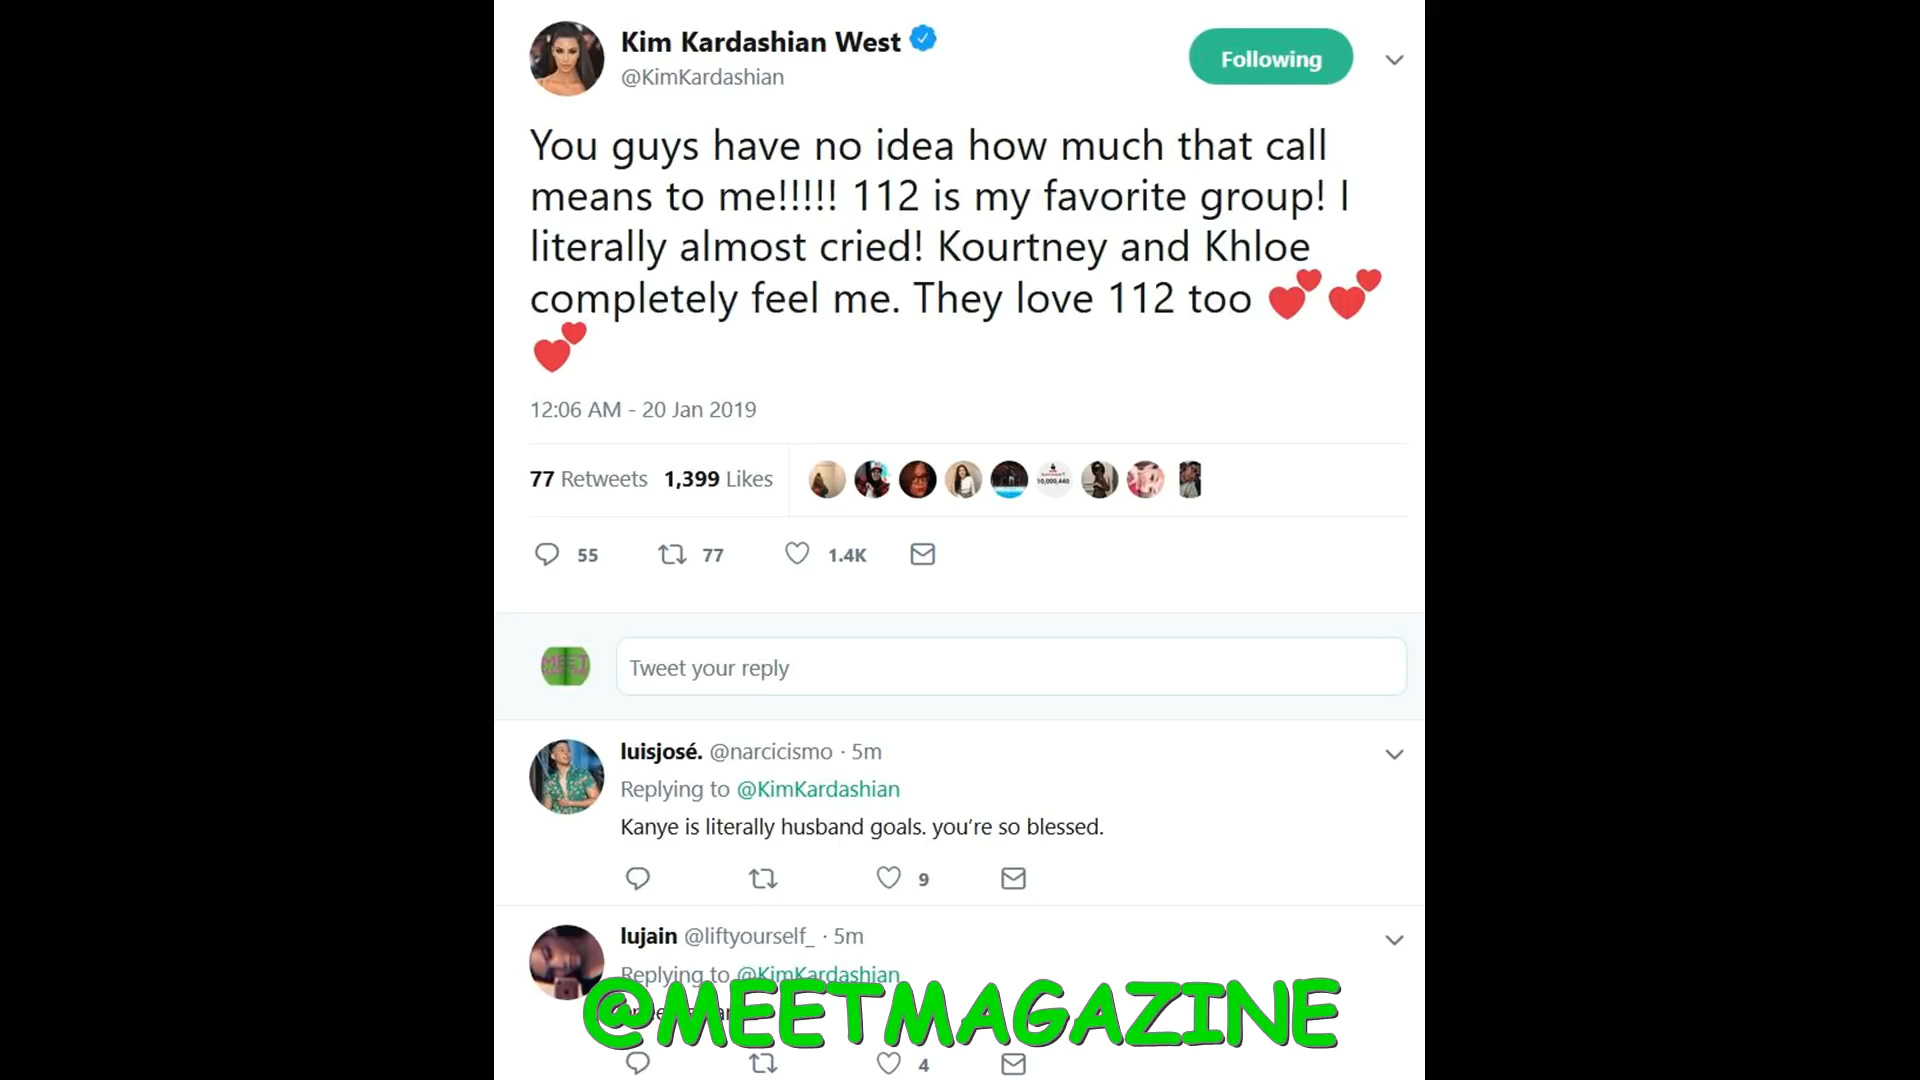 Kim Kardashian West
@KimKardashian
Following
You guys have no idea how much that call
means to me!!!!! 112 is my favorite group! I
literally almost cried! Kourtney and Khloe
completely feel me. They love 112 too 💕💕
💕
12:06 AM - 20 Jan 2019
77 Retweets 1,399 Likes
10,000,440
55 77 1.4K
MEET
Tweet your reply
luisjosé. @narcicismo · 5m
Replying to @KimKardashian
Kanye is literally husband goals. you’re so blessed.
9
lujain @liftyourself_ · 5m
Replying to @KimKardashian
@MEETMAGAZINE
4